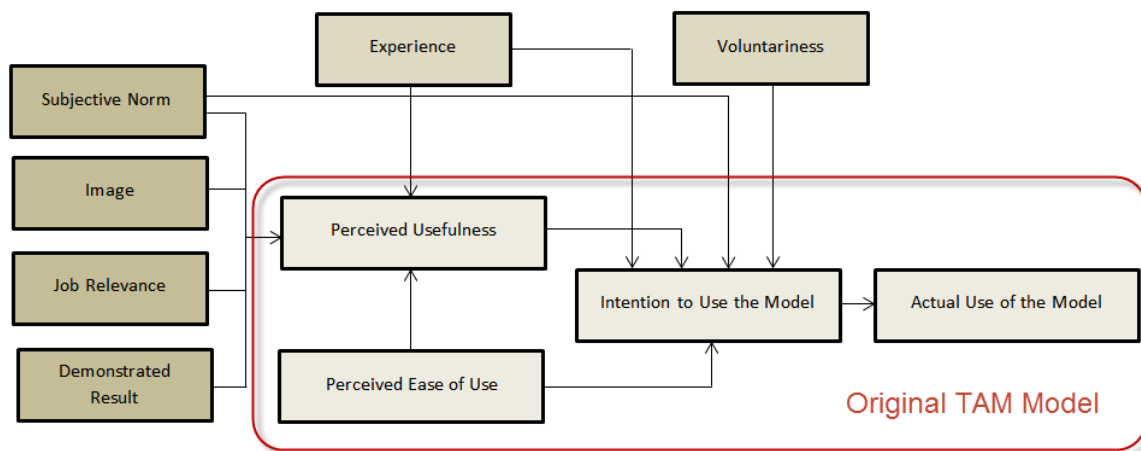 Experience
Voluntariness
Subjective Norm
Image
Perceived Usefulness
Job Relevance
Intention to Use the Model
Actual Use of the Model
Demonstrated
Result
Perceived Ease of Use
Original TAM Model